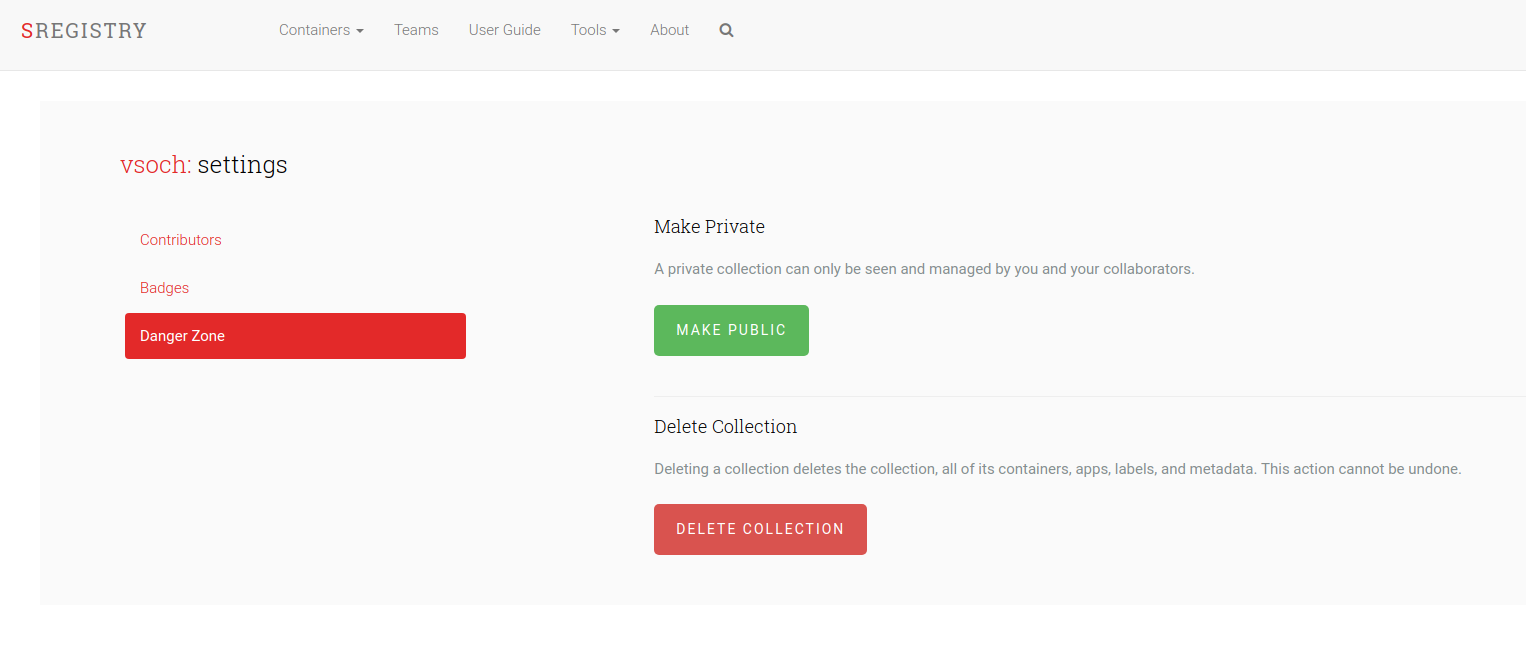 SREGISTRY Containers Teams User Guide Tools About
vsoch: settings
Contributors
Badges
Danger Zone
Make Private
A private collection can only be seen and managed by you and your collaborators.
MAKE PUBLIC
Delete Collection
Deleting a collection deletes the collection, all of its containers, apps, labels, and metadata. This action cannot be undone.
DELETE COLLECTION